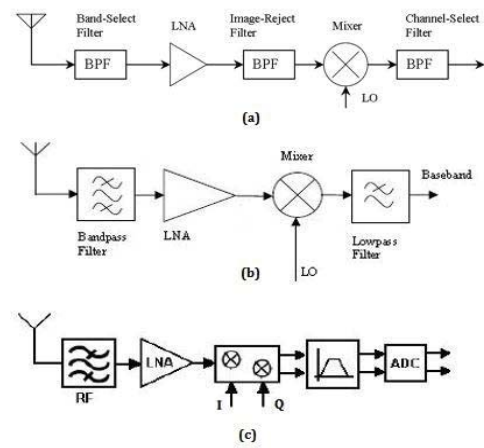 Band-Select
Filter
LNA
Image-Reject
Filter
Mixer
Channel-Select
Filter
BPF
BPF
BPF
LO
(a)
Mixer
Baseband
Bandpass
Filter
LNA
Lowpass
Filter
LO
(b)
LNA
ADC
RF
I
Q
(c)